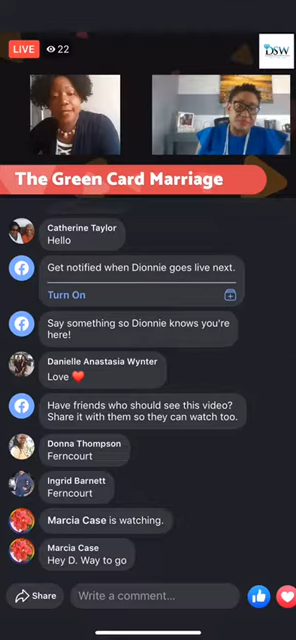 LIVE
22
DSW
The Green Card Marriage
Catherine Taylor
Hello
Get notified when Dionnie goes live next.
Turn On
Say something so Dionnie knows you're
here!
Danielle Anastasia Wynter
Love ❤️
Have friends who should see this video?
Share it with them so they can watch too.
Donna Thompson
Ferncourt
Ingrid Barnett
Ferncourt
Marcia Case is watching.
Marcia Case
Hey D. Way to go
Share
Write a comment...